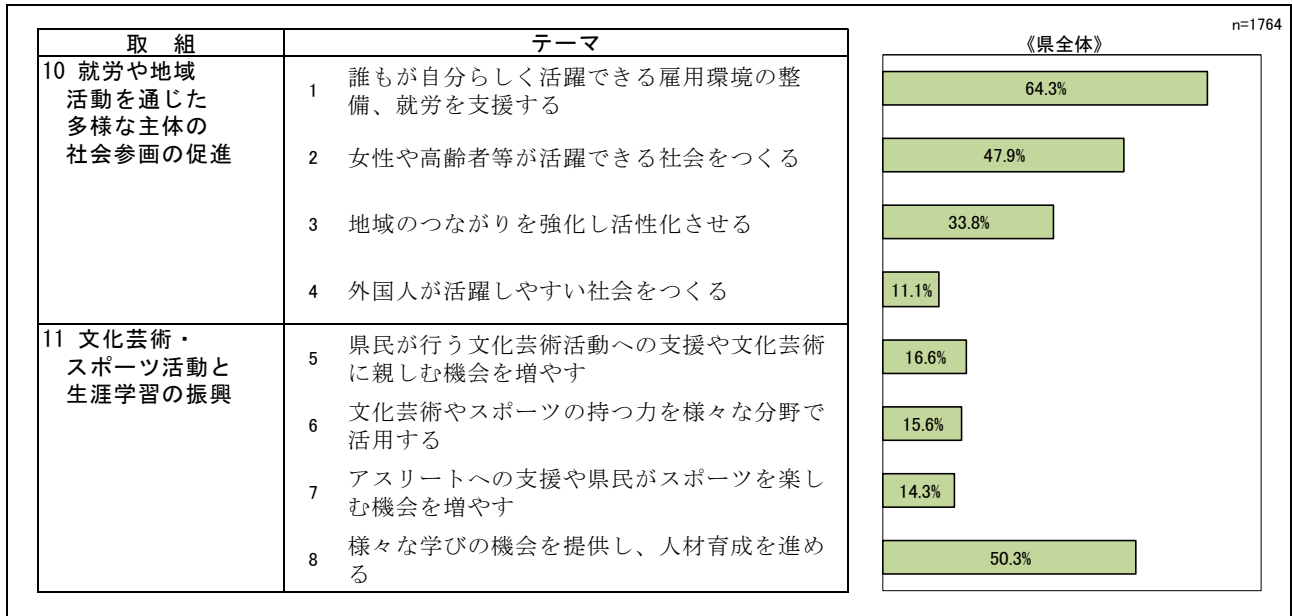 n=1764
取　組
テーマ
《県全体》
10 就労や地域
活動を通じた
多様な主体の
社会参画の促進
1 誰もが自分らしく活躍できる雇用環境の整
備、就労を支援する
64.3%
2 女性や高齢者等が活躍できる社会をつくる
47.9%
3 地域のつながりを強化し活性化させる
33.8%
4 外国人が活躍しやすい社会をつくる
11.1%
11 文化芸術・
スポーツ活動と
生涯学習の振興
5 県民が行う文化芸術活動への支援や文化芸術
に親しむ機会を増やす
16.6%
6 文化芸術やスポーツの持つ力を様々な分野で
活用する
15.6%
7 アスリートへの支援や県民がスポーツを楽し
む機会を増やす
14.3%
8 様々な学びの機会を提供し、人材育成を進め
る
50.3%